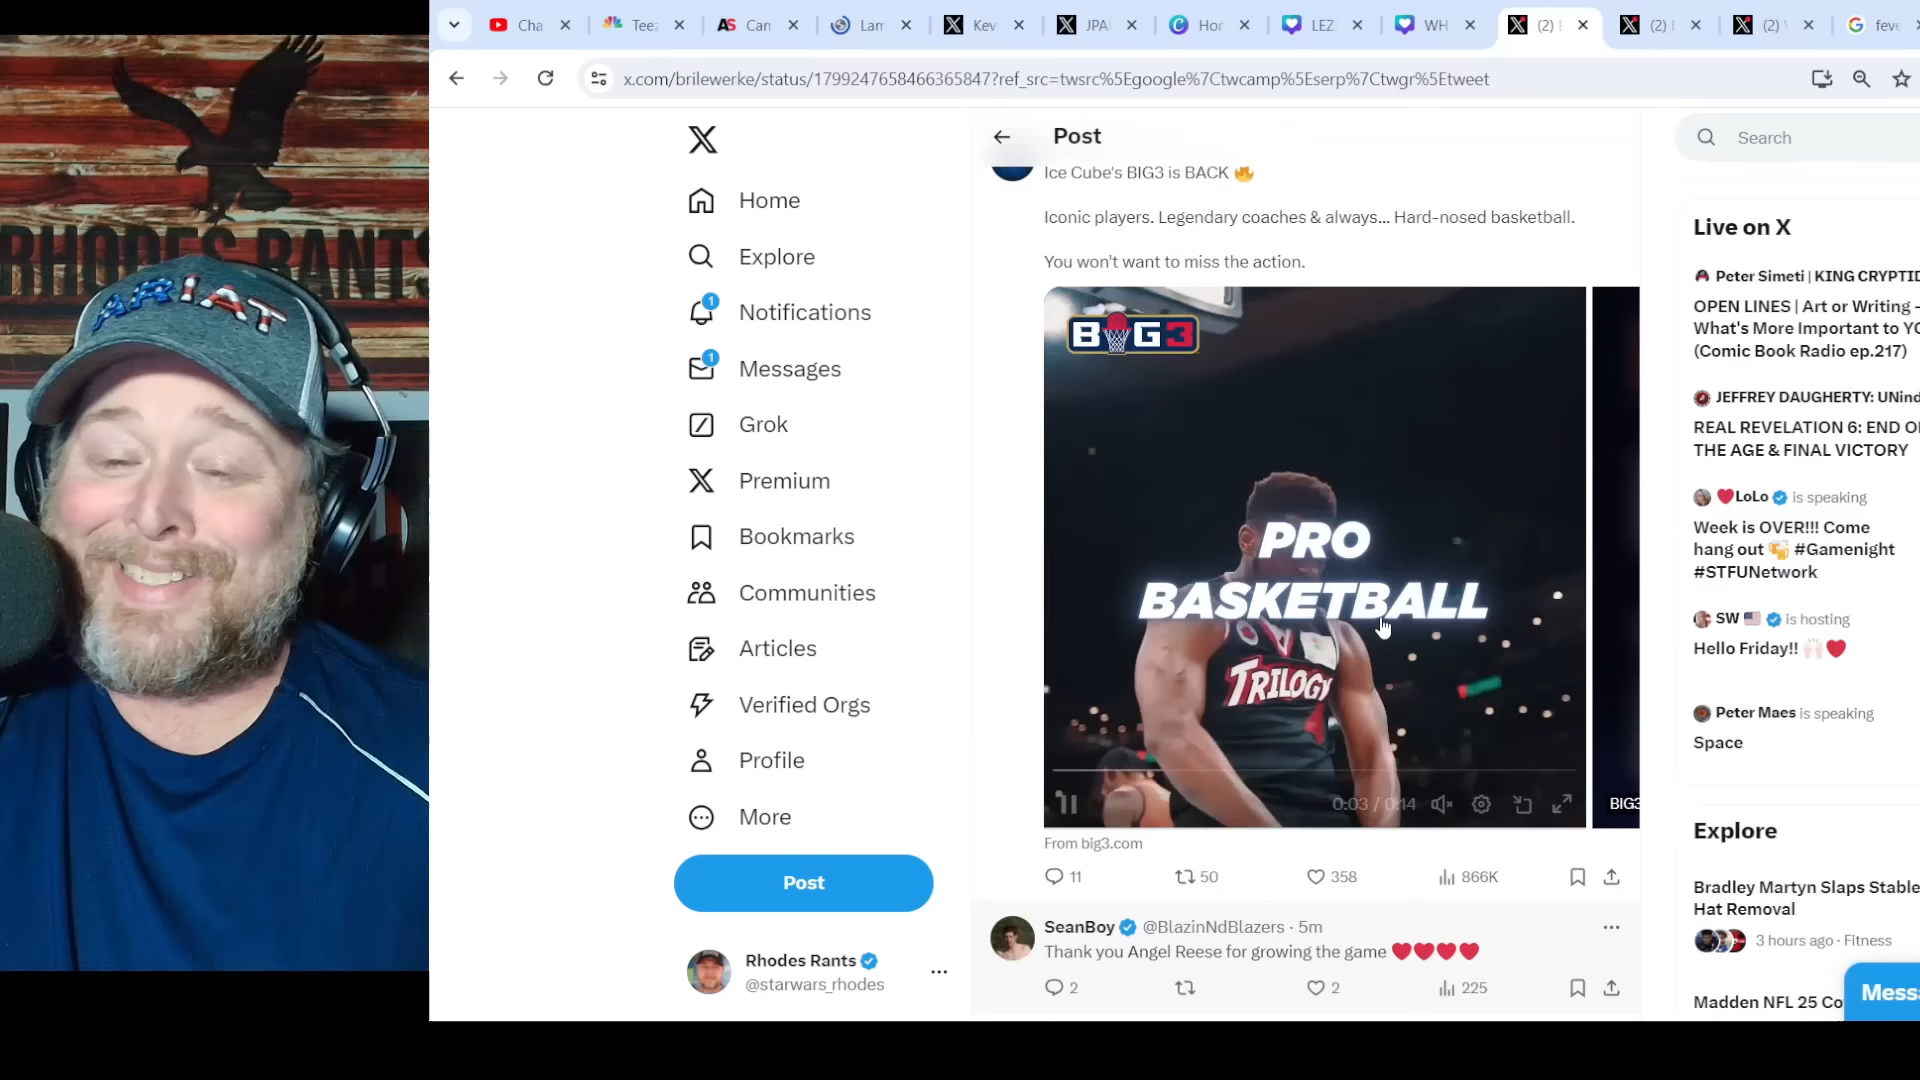 Cha
Teez
Can
Lam
Kev
JPA
Hor
LEZ
WH
(2)
(2)
(2)
feve
x.com/brilewerke/status/1799247658466365847?ref_src=twsrc%5Egoogle%7Ctwcamp%5Eserp%7Ctwgr%5Etweet
RHODES RANTS
ARIAT
Home
Explore
1
Notifications
1
Messages
Grok
Premium
Bookmarks
Communities
Articles
Verified Orgs
Profile
More
Post
Rhodes Rants
@starwars_rhodes
Post
Ice Cube's BIG3 is BACK 🔥
Iconic players. Legendary coaches & always... Hard-nosed basketball.
You won't want to miss the action.
BIG3
PRO
BASKETBALL
TRILOGY
0:03 / 0:14
BIG3
From big3.com
11 50 358 866K
SeanBoy @BlazinNdBlazers · 5m
Thank you Angel Reese for growing the game ❤️❤️❤️❤️
2 2 225
Search
Live on X
Peter Simeti | KING CRYPTID
OPEN LINES | Art or Writing -
What's More Important to YO
(Comic Book Radio ep.217)
JEFFREY DAUGHERTY: UNind
REAL REVELATION 6: END O
THE AGE & FINAL VICTORY
❤️LoLo is speaking
Week is OVER!!! Come
hang out 🍻 #Gamenight
#STFUNetwork
SW 🇺🇸 is hosting
Hello Friday!! 🙌🏻❤️
Peter Maes is speaking
Space
Explore
Bradley Martyn Slaps Stable
Hat Removal
3 hours ago · Fitness
Madden NFL 25 Co
Messa